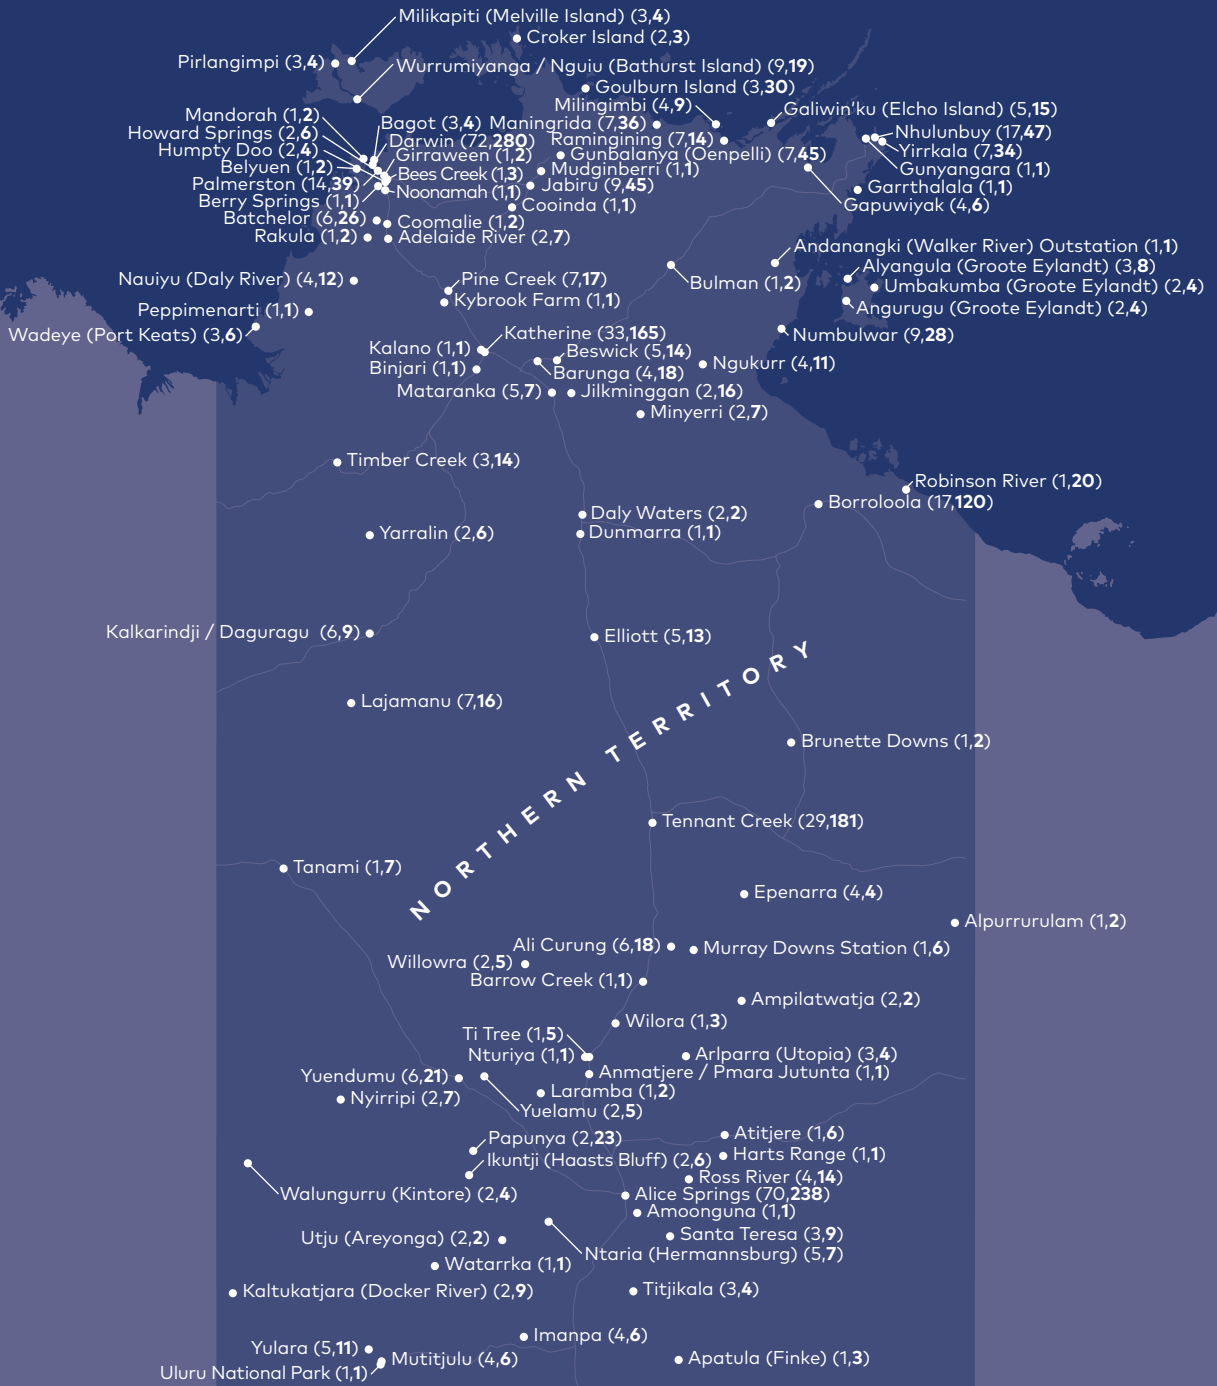 Milikapiti (Melville Island) (3,4)
Croker Island (2,3)
Pirlangimpi (3,4)
Wurrumiyanga / Nguiu (Bathurst Island) (9,19)
Goulburn Island (3,30)
Milingimbi (4,9)
Galiwin’ku (Elcho Island) (5,15)
Mandorah (1,2)
Bagot (3,4)
Maningrida (7,36)
Howard Springs (2,6)
Darwin (72,280)
Ramingining (7,14)
Nhulunbuy (17,47)
Humpty Doo (2,4)
Girraween (1,2)
Gunbalanya (Oenpelli) (7,45)
Yirrkala (7,34)
Belyuen (1,2)
Bees Creek (1,3)
Mudginberri (1,1)
Gunyangara (1,1)
Palmerston (14,39)
Noonamah (1,1)
Jabiru (9,45)
Garrthalala (1,1)
Berry Springs (1,1)
Cooinda (1,1)
Gapuwiyak (4,6)
Batchelor (6,26)
Coomalie (1,2)
Rakula (1,2)
Adelaide River (2,7)
Andanangki (Walker River) Outstation (1,1)
Alyangula (Groote Eylandt) (3,8)
Nauiyu (Daly River) (4,12)
Pine Creek (7,17)
Bulman (1,2)
Umbakumba (Groote Eylandt) (2,4)
Peppimenarti (1,1)
Kybrook Farm (1,1)
Angurugu (Groote Eylandt) (2,4)
Wadeye (Port Keats) (3,6)
Katherine (33,165)
Numbulwar (9,28)
Kalano (1,1)
Beswick (5,14)
Binjari (1,1)
Barunga (4,18)
Ngukurr (4,11)
Mataranka (5,7)
Jilkminggan (2,16)
Minyerri (2,7)
Timber Creek (3,14)
Robinson River (1,20)
Borroloola (17,120)
Daly Waters (2,2)
Yarralin (2,6)
Dunmarra (1,1)
Kalkarindji / Daguragu (6,9)
Elliott (5,13)
NORTHERN TERRITORY
Lajamanu (7,16)
Brunette Downs (1,2)
Tennant Creek (29,181)
Tanami (1,7)
Epenarra (4,4)
Alpurrurulam (1,2)
Ali Curung (6,18)
Murray Downs Station (1,6)
Willowra (2,5)
Barrow Creek (1,1)
Ampilatwatja (2,2)
Wilora (1,3)
Ti Tree (1,5)
Nturiya (1,1)
Arlparra (Utopia) (3,4)
Yuendumu (6,21)
Anmatjere / Pmara Jutunta (1,1)
Nyirripi (2,7)
Laramba (1,2)
Yuelamu (2,5)
Papunya (2,23)
Atitjere (1,6)
Ikuntji (Haasts Bluff) (2,6)
Harts Range (1,1)
Ross River (4,14)
Walungurru (Kintore) (2,4)
Alice Springs (70,238)
Amoonguna (1,1)
Utju (Areyonga) (2,2)
Santa Teresa (3,9)
Ntaria (Hermannsburg) (5,7)
Watarrka (1,1)
Kaltukatjara (Docker River) (2,9)
Titjikala (3,4)
Imanpa (4,6)
Yulara (5,11)
Mutitjulu (4,6)
Apatula (Finke) (1,3)
Uluru National Park (1,1)